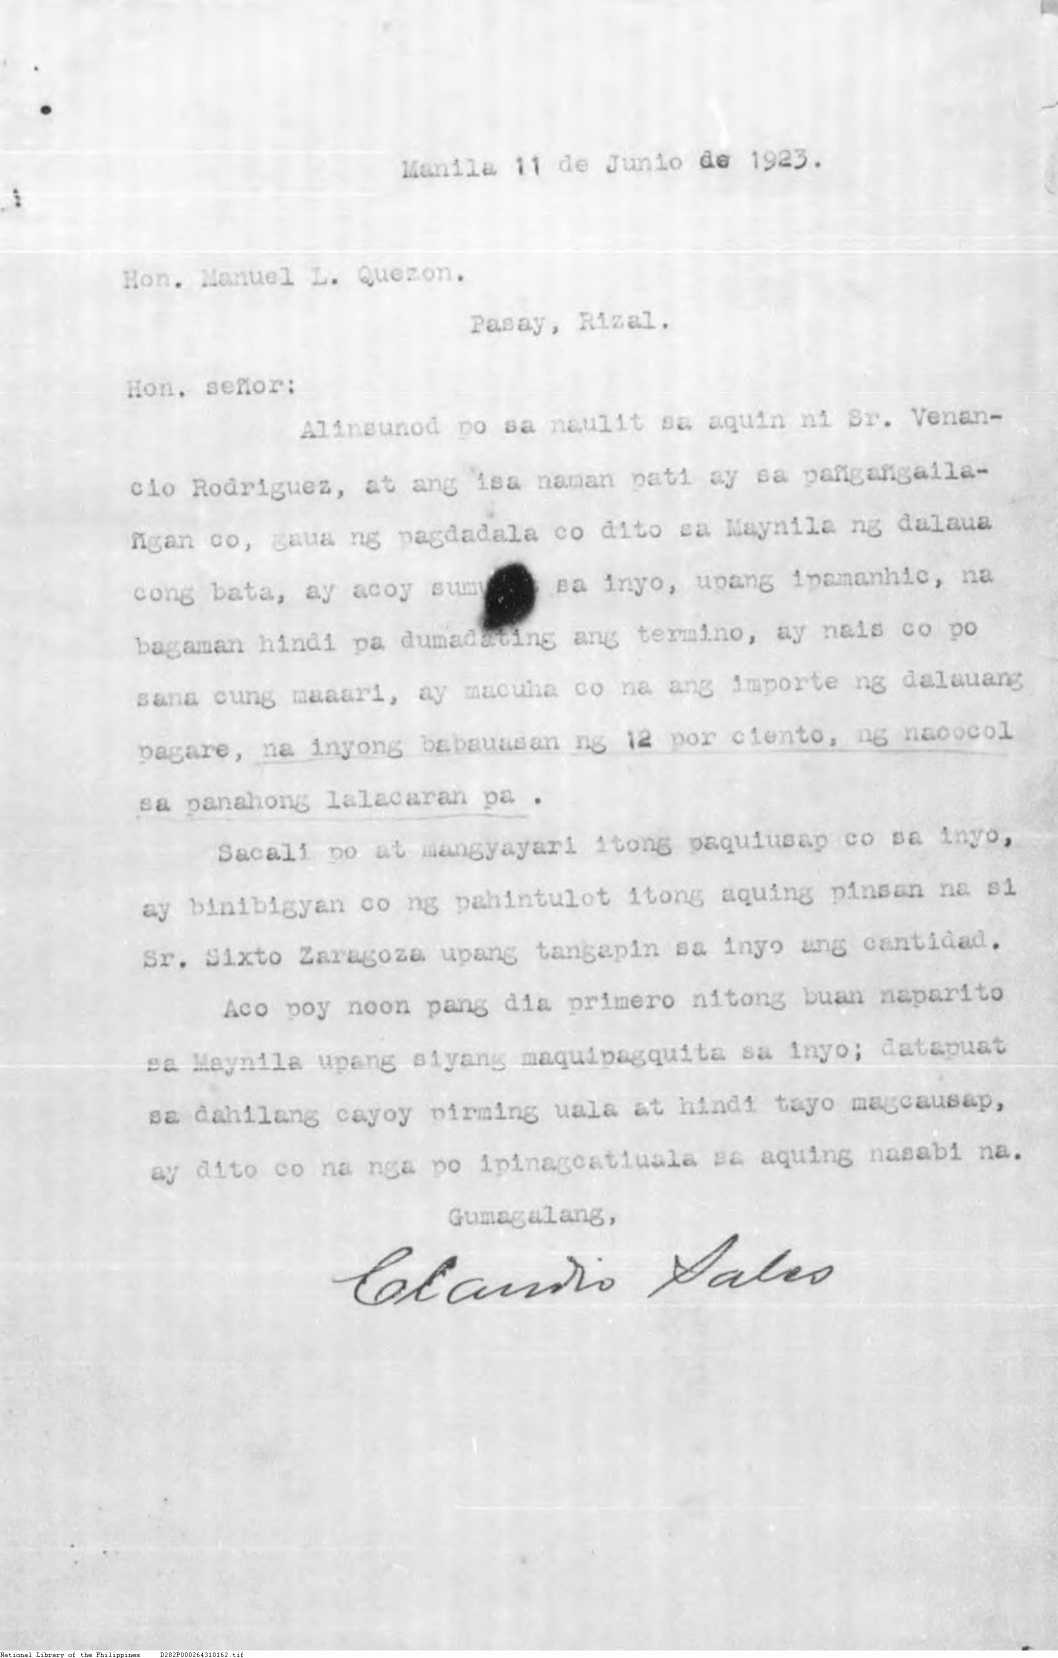 Manila 11 de Junio de 1923.
Hon. Manuel L. Quezon.
Pasay, Rizal.
Hon. señor:
Alinsunod po sa naulit sa aquin ni Sr. Venan-
cio Rodriguez, at ang isa naman pati ay sa pañgañgaila-
ñgan co, gaua ng pagdadala co dito sa Maynila ng dalaua
cong bata, ay acoy sa inyo, upang ipamanhic, na
bagaman hindi pa dumadating ang termino, ay nais co po
sana cung maaari, ay macuha co na ang importe ng dalauang
pagare, na inyong babauasan ng 12 por ciento, ng naococol
sa panahong lalacaran pa .
Sacali po at mangyayari itong paquiusap co sa inyo,
ay binibigyan co ng pahintulot itong aquing pinsan na si
Sr. Sixto Zaragoza upang tangapin sa inyo ang cantidad.
Aco poy noon pang dia primero nitong buan naparito
sa Maynila upang siyang maquipagquita sa inyo; datapuat
sa dahilang cayoy pirming uala at hindi tayo magcausap,
ay dito co na nga po ipinagcatiuala sa aquing nasabi na.
Gumagalang,
Claudio Sales
National Library of the Philippines D282P000264310162.tif